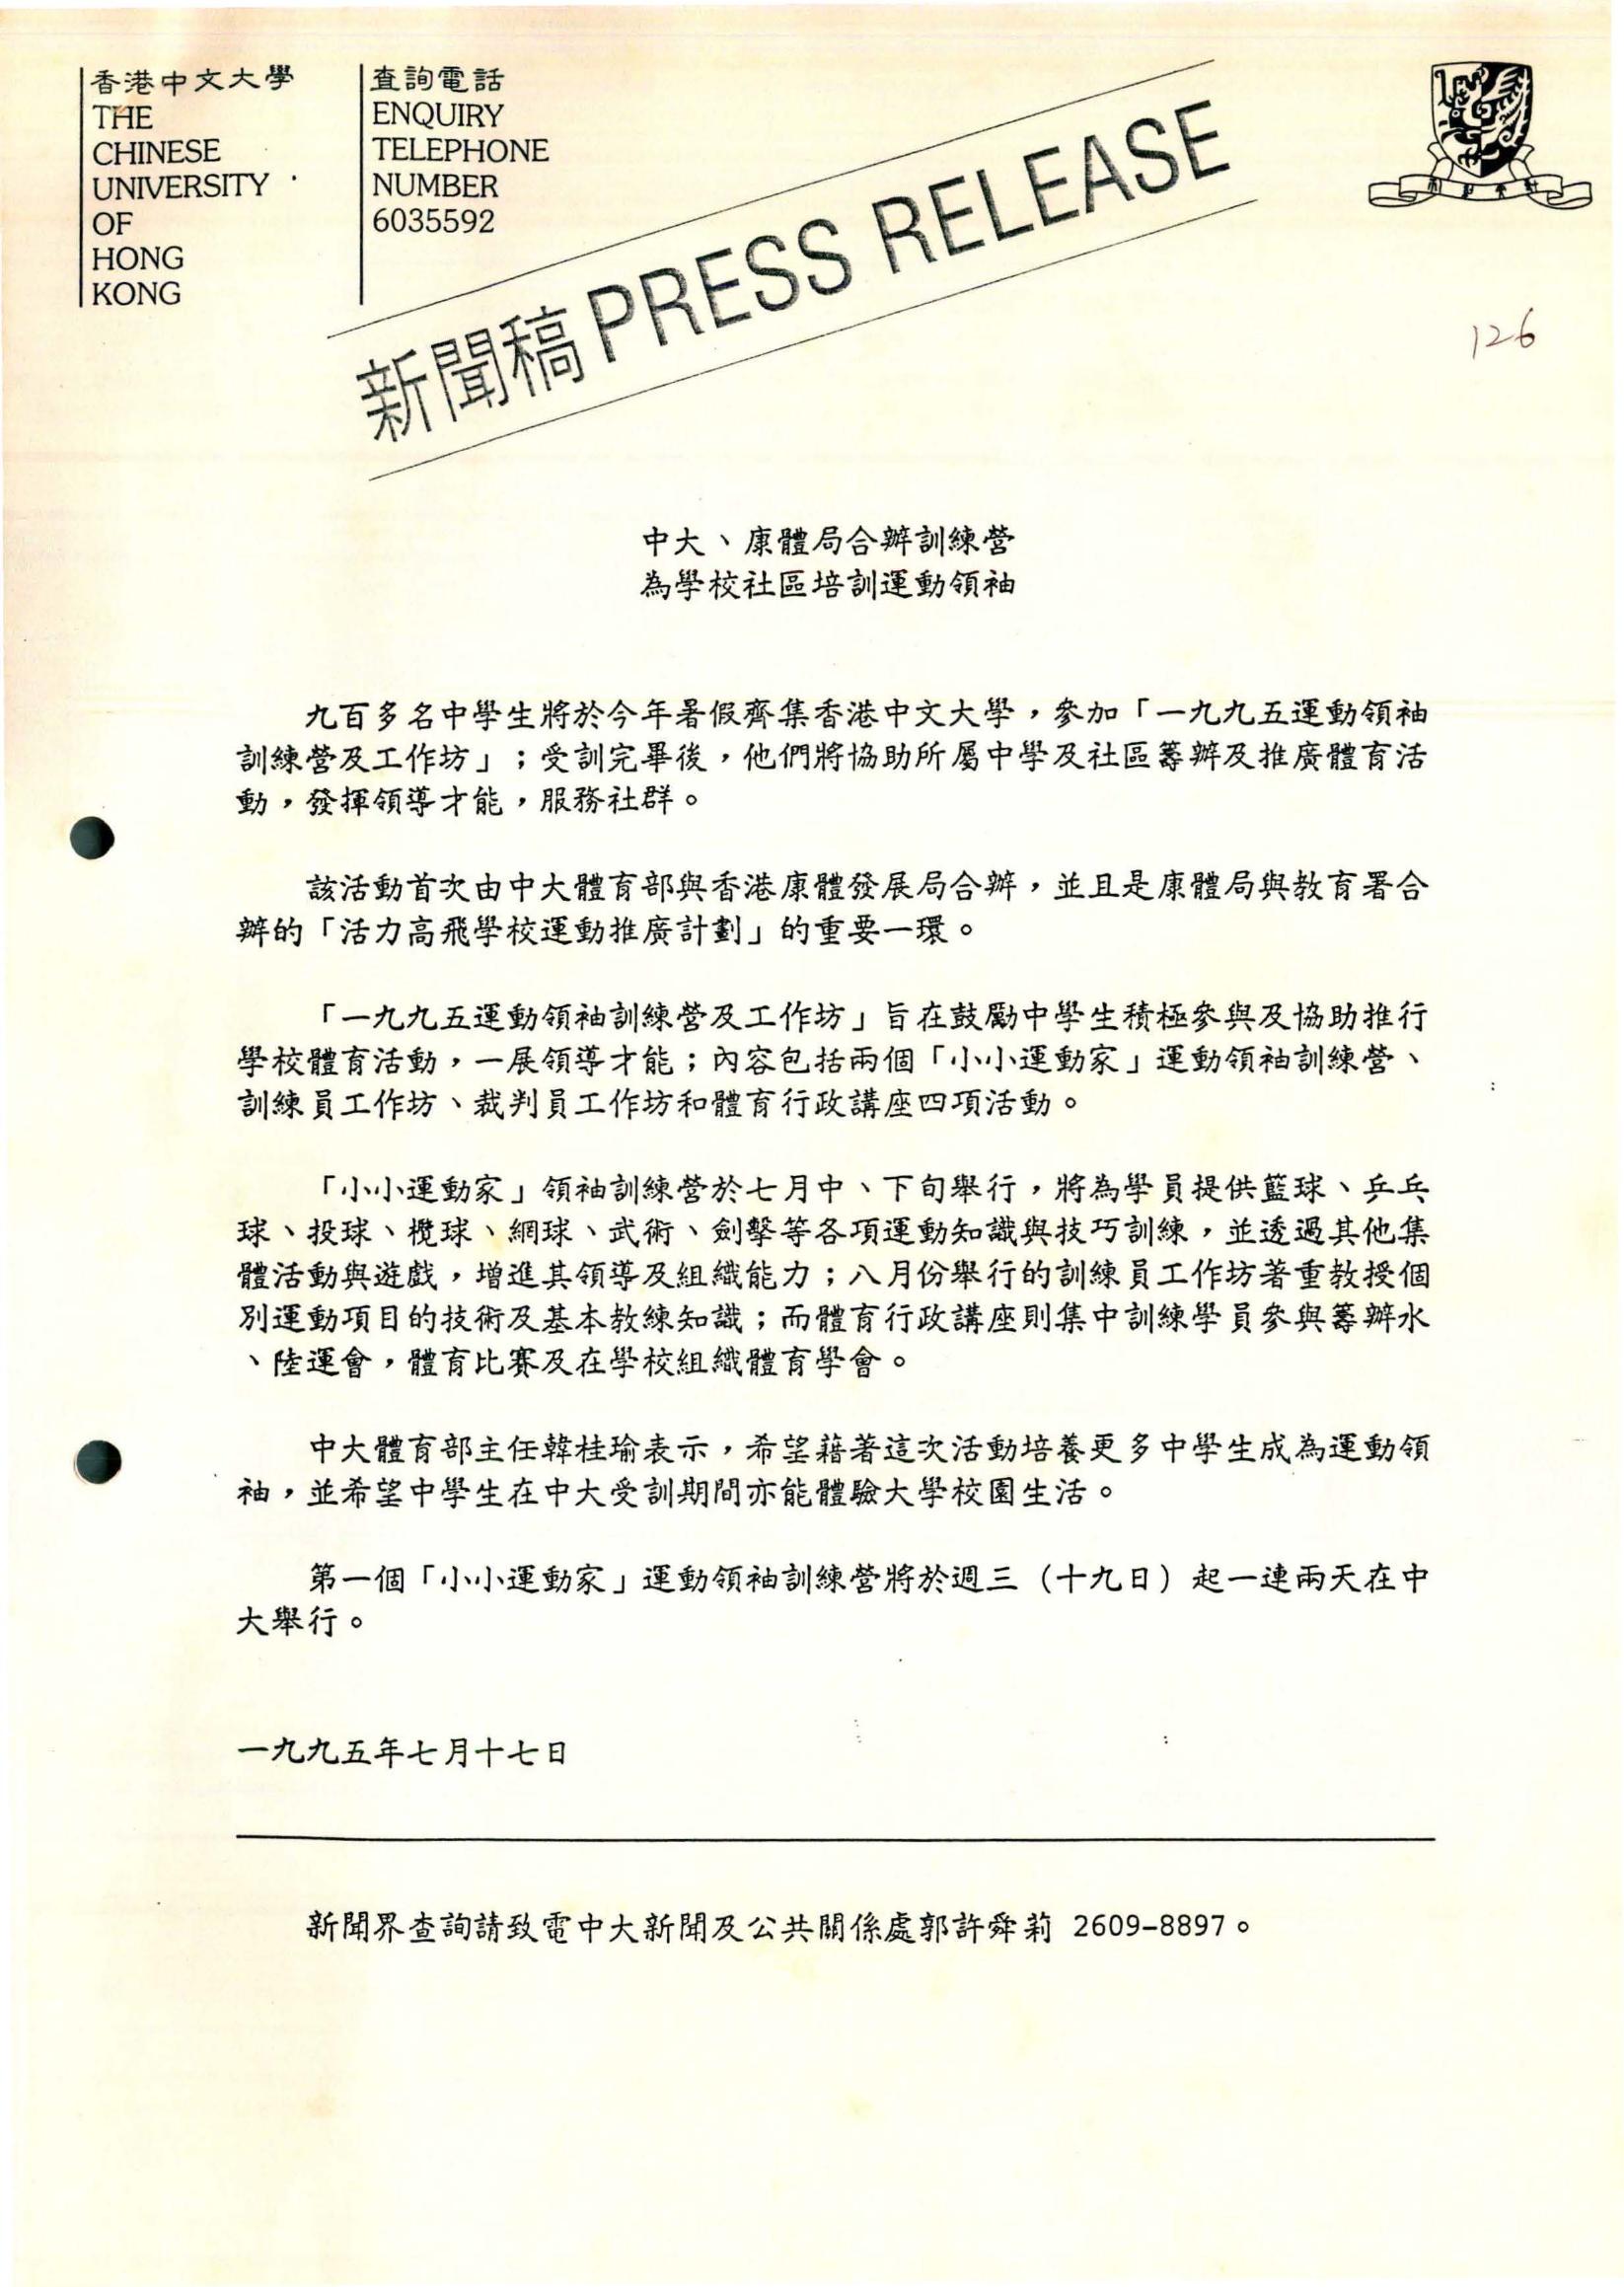 香港中文大學
THE
CHINESE
UNIVERSITY
OF
HONG
KONG
查詢電話
ENQUIRY
TELEPHONE
NUMBER
6035592
新聞稿 PRESS RELEASE
126
中大、康體局合辦訓練營
為學校社區培訓運動領袖
九百多名中學生將於今年暑假齊集香港中文大學，參加「一九九五運動領袖
訓練營及工作坊」；受訓完畢後，他們將協助所屬中學及社區籌辦及推廣體育活
動，發揮領導才能，服務社群。
該活動首次由中大體育部與香港康體發展局合辦，並且是康體局與教育署合
辦的「活力高飛學校運動推廣計劃」的重要一環。
「一九九五運動領袖訓練營及工作坊」旨在鼓勵中學生積極參與及協助推行
學校體育活動，一展領導才能；內容包括兩個「小小運動家」運動領袖訓練營、
訓練員工作坊、裁判員工作坊和體育行政講座四項活動。
「小小運動家」領袖訓練營於七月中、下旬舉行，將為學員提供籃球、乒乓
球、投球、欖球、網球、武術、劍擊等各項運動知識與技巧訓練，並透過其他集
體活動與遊戲，增進其領導及組織能力；八月份舉行的訓練員工作坊著重教授個
別運動項目的技術及基本教練知識；而體育行政講座則集中訓練學員參與籌辦水
、陸運會，體育比賽及在學校組織體育學會。
中大體育部主任韓桂瑜表示，希望藉著這次活動培養更多中學生成為運動領
袖，並希望中學生在中大受訓期間亦能體驗大學校園生活。
第一個「小小運動家」運動領袖訓練營將於週三（十九日）起一連兩天在中
大舉行。
一九九五年七月十七日
新聞界查詢請致電中大新聞及公共關係處郭許舜莉 2609-8897。